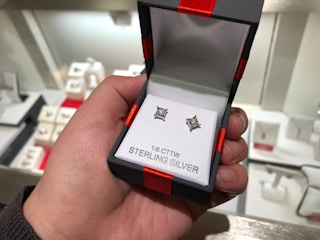 1/6 CTTW
STERLING SILVER